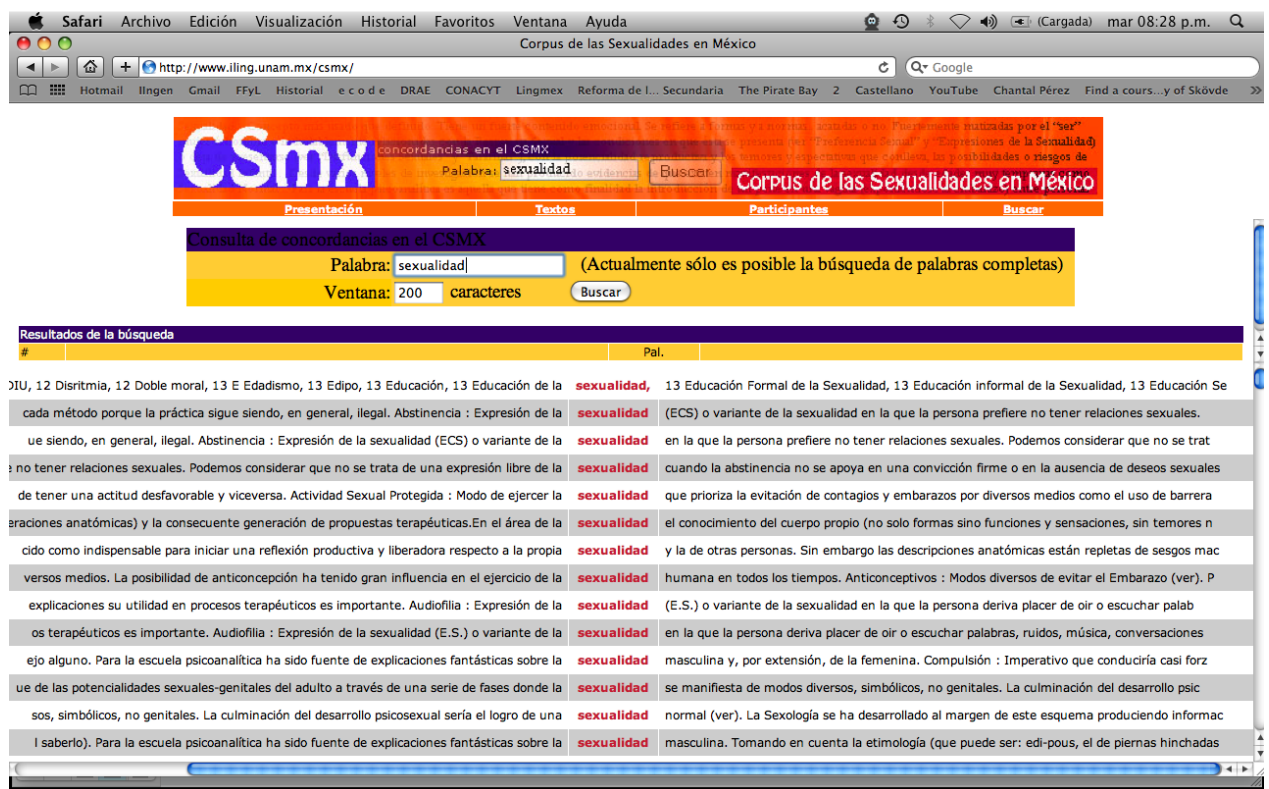 Safari Archivo Edición Visualización Historial Favoritos Ventana Ayuda (Cargada) mar 08:28 p.m.
Corpus de las Sexualidades en México
http://www.iling.unam.mx/csmx/ Google
Hotmail IIngen Gmail FFyL Historial e c o d e DRAE CONACYT Lingmex Reforma de l... Secundaria The Pirate Bay 2 Castellano YouTube Chantal Pérez Find a cours...y of Skövde
CSmx
concordancias en el CSMX
Palabra: sexualidad Buscar
Corpus de las Sexualidades en México
Presentación Textos Participantes Buscar
Consulta de concordancias en el CSMX
Palabra: sexualidad (Actualmente sólo es posible la búsqueda de palabras completas)
Ventana: 200 caracteres Buscar
Resultados de la búsqueda
# Pal.
DIU, 12 Disritmia, 12 Doble moral, 13 E Edadismo, 13 Edipo, 13 Educación, 13 Educación de la sexualidad, 13 Educación Formal de la Sexualidad, 13 Educación informal de la Sexualidad, 13 Educación Se
cada método porque la práctica sigue siendo, en general, ilegal. Abstinencia : Expresión de la sexualidad (ECS) o variante de la sexualidad en la que la persona prefiere no tener relaciones sexuales.
ue siendo, en general, ilegal. Abstinencia : Expresión de la sexualidad (ECS) o variante de la sexualidad en la que la persona prefiere no tener relaciones sexuales. Podemos considerar que no se trat
e no tener relaciones sexuales. Podemos considerar que no se trata de una expresión libre de la sexualidad cuando la abstinencia no se apoya en una convicción firme o en la ausencia de deseos sexuales
de tener una actitud desfavorable y viceversa. Actividad Sexual Protegida : Modo de ejercer la sexualidad que prioriza la evitación de contagios y embarazos por diversos medios como el uso de barrera
eraciones anatómicas) y la consecuente generación de propuestas terapéuticas.En el área de la sexualidad el conocimiento del cuerpo propio (no solo formas sino funciones y sensaciones, sin temores n
cido como indispensable para iniciar una reflexión productiva y liberadora respecto a la propia sexualidad y la de otras personas. Sin embargo las descripciones anatómicas están repletas de sesgos mac
versos medios. La posibilidad de anticoncepción ha tenido gran influencia en el ejercicio de la sexualidad humana en todos los tiempos. Anticonceptivos : Modos diversos de evitar el Embarazo (ver). P
explicaciones su utilidad en procesos terapéuticos es importante. Audiofilia : Expresión de la sexualidad (E.S.) o variante de la sexualidad en la que la persona deriva placer de oir o escuchar palab
os terapéuticos es importante. Audiofilia : Expresión de la sexualidad (E.S.) o variante de la sexualidad en la que la persona deriva placer de oir o escuchar palabras, ruidos, música, conversaciones
ejo alguno. Para la escuela psicoanalítica ha sido fuente de explicaciones fantásticas sobre la sexualidad masculina y, por extensión, de la femenina. Compulsión : Imperativo que conduciría casi forz
ue de las potencialidades sexuales-genitales del adulto a través de una serie de fases donde la sexualidad se manifiesta de modos diversos, simbólicos, no genitales. La culminación del desarrollo psic
sos, simbólicos, no genitales. La culminación del desarrollo psicosexual sería el logro de una sexualidad normal (ver). La Sexología se ha desarrollado al margen de este esquema produciendo informac
l saberlo). Para la escuela psicoanalítica ha sido fuente de explicaciones fantásticas sobre la sexualidad masculina. Tomando en cuenta la etimología (que puede ser: edi-pous, el de piernas hinchadas